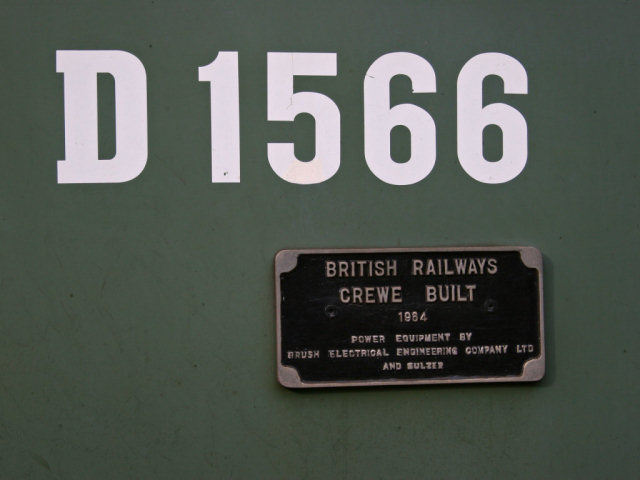 D 1566
BRITISH RAILWAYS
CREWE BUILT
1964
POWER EQUIPMENT BY
BRUSH ELECTRICAL ENGINEERING COMPANY LTD
AND SULZER